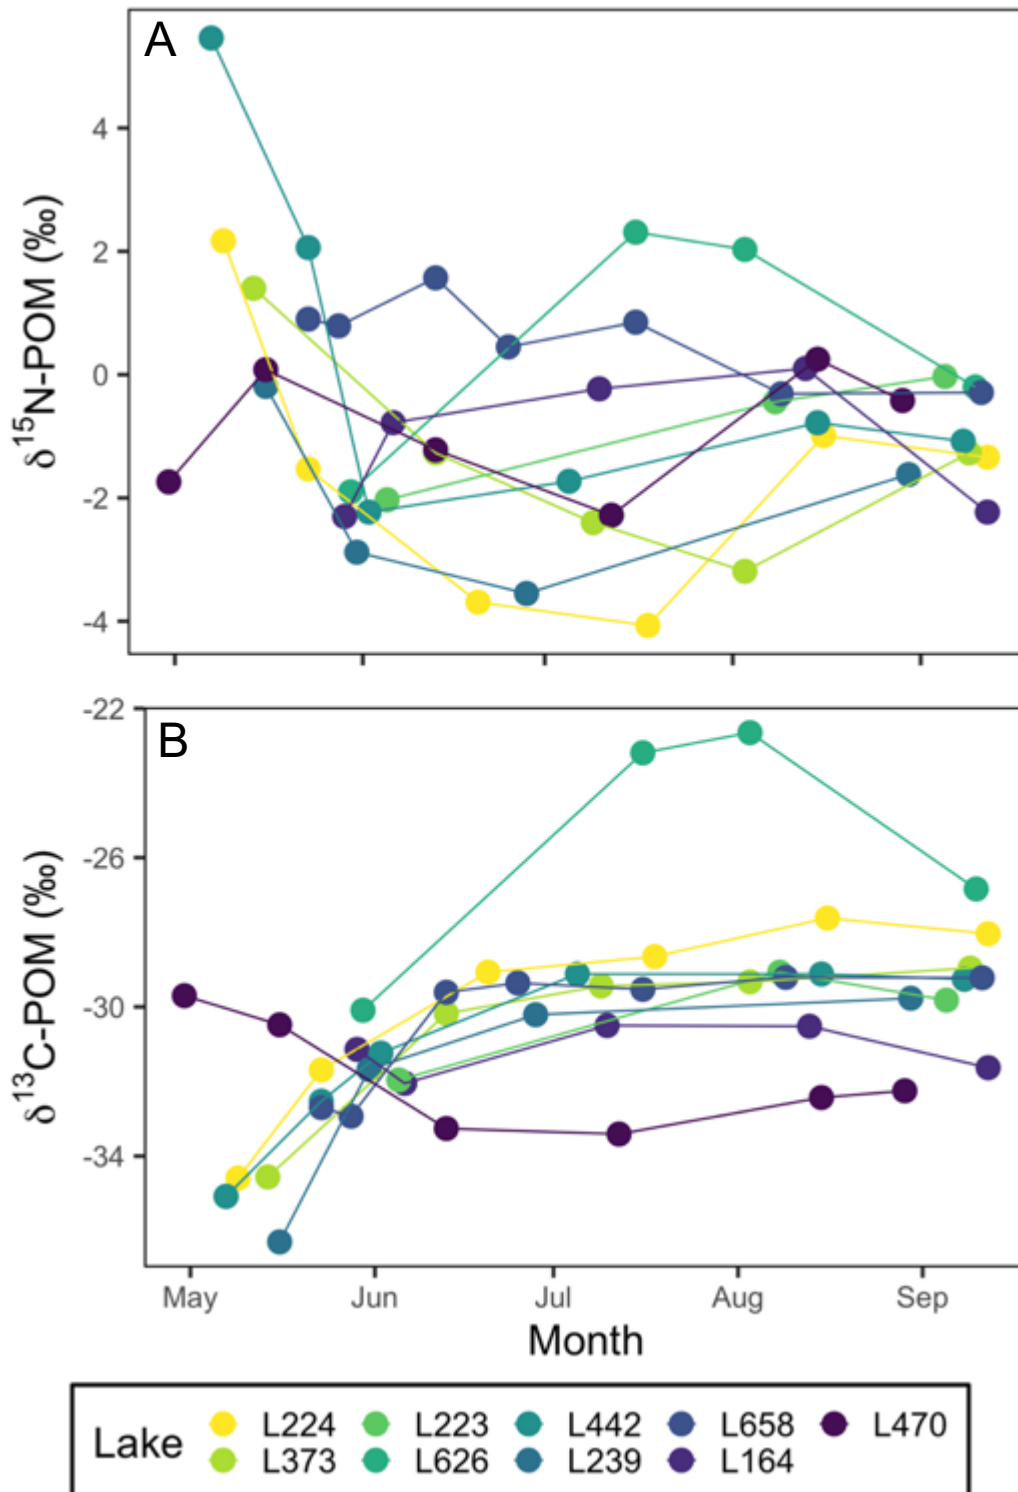 A
4
2
0
-2
-4
δ15N-POM (‰)
B
-22
-26
-30
-34
δ13C-POM (‰)
May Jun Jul Aug Sep
Month
Lake
L224 L223 L442 L658 L470
L373 L626 L239 L164